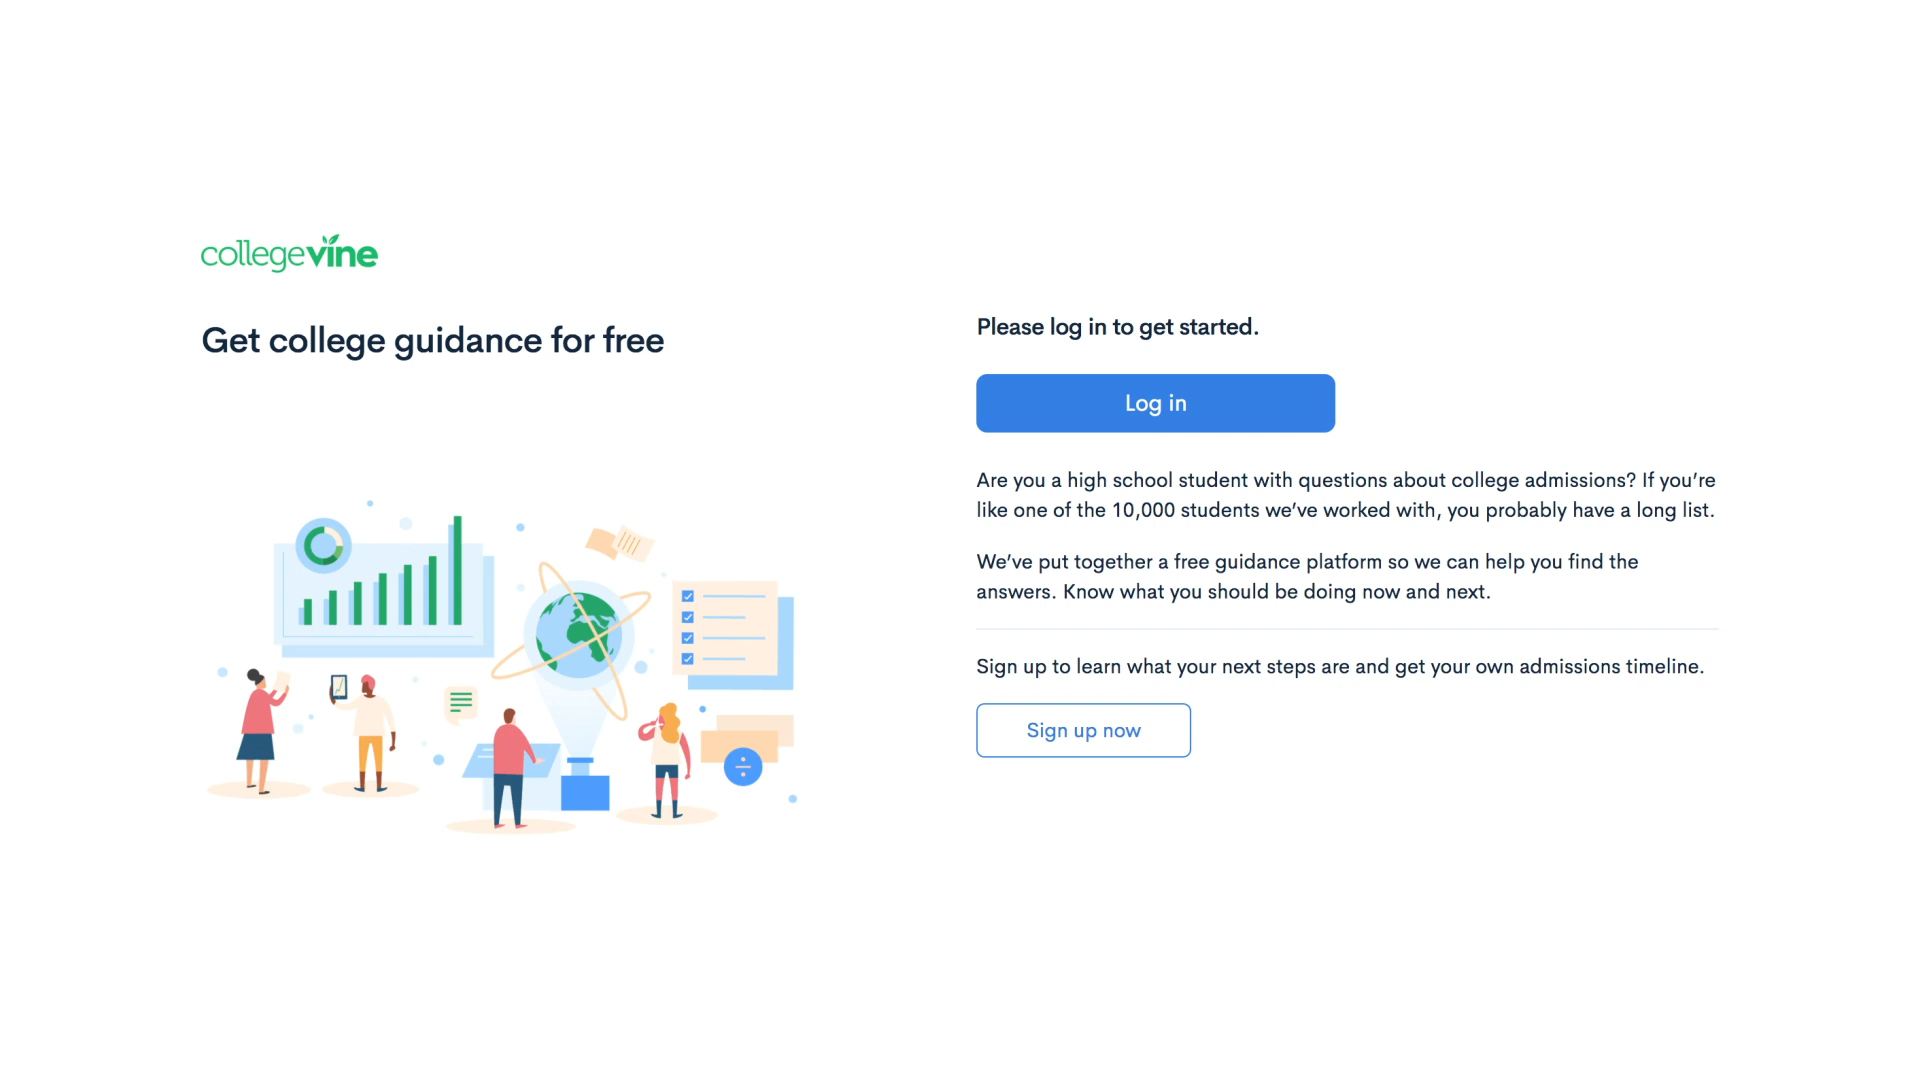 collegevine
Get college guidance for free
Please log in to get started.
Log in
Are you a high school student with questions about college admissions? If you’re
like one of the 10,000 students we’ve worked with, you probably have a long list.
We’ve put together a free guidance platform so we can help you find the
answers. Know what you should be doing now and next.
Sign up to learn what your next steps are and get your own admissions timeline.
Sign up now